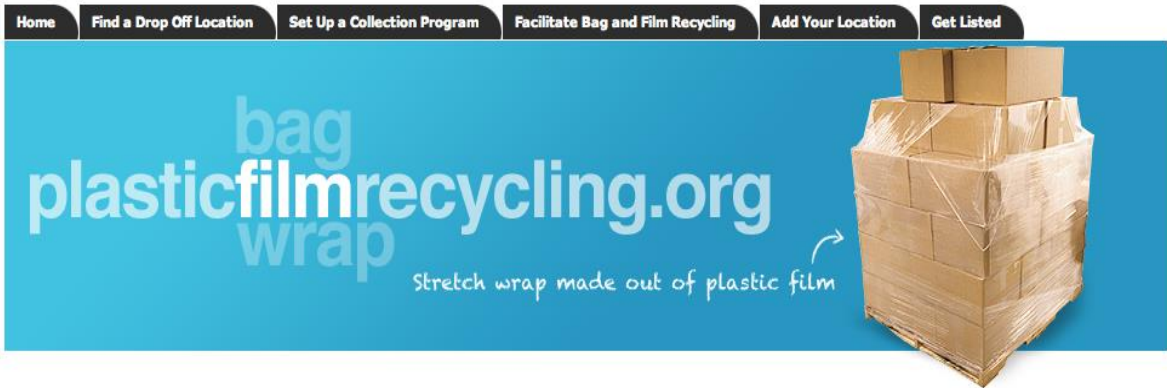 Home Find a Drop Off Location Set Up a Collection Program Facilitate Bag and Film Recycling Add Your Location Get Listed
bag
plasticfilmrecycling.org
wrap
Stretch wrap made out of plastic film